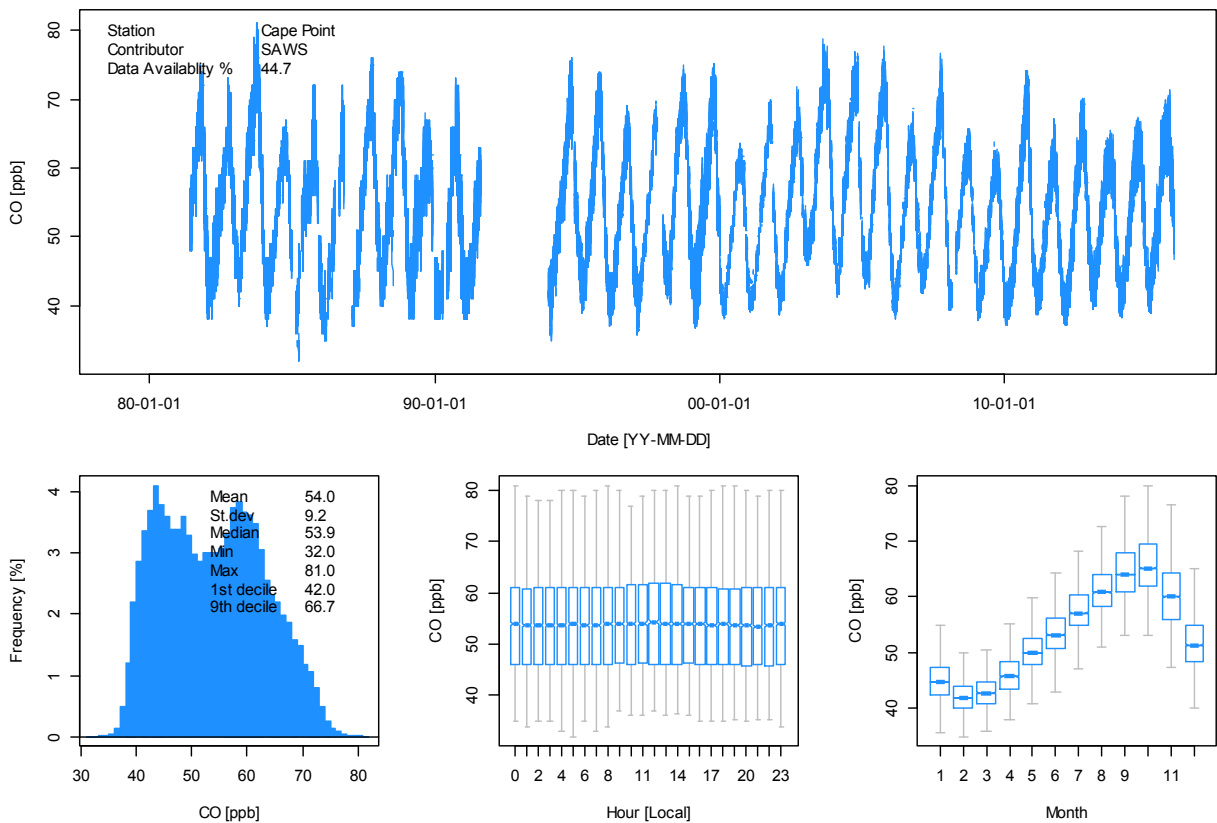 Station Cape Point
Contributor SAWS
Data Availablity % 44.7
CO [ppb]
80
70
60
50
40
80-01-01 90-01-01 00-01-01 10-01-01
Date [YY-MM-DD]
Frequency [%]
4
3
2
1
0
Mean 54.0
St.dev 9.2
Median 53.9
Min 32.0
Max 81.0
1st decile 42.0
9th decile 66.7
30 40 50 60 70 80
CO [ppb]
CO [ppb]
80
70
60
50
40
0 2 4 6 8 11 14 17 20 23
Hour [Local]
CO [ppb]
80
70
60
50
40
1 2 3 4 5 6 7 8 9 11
Month